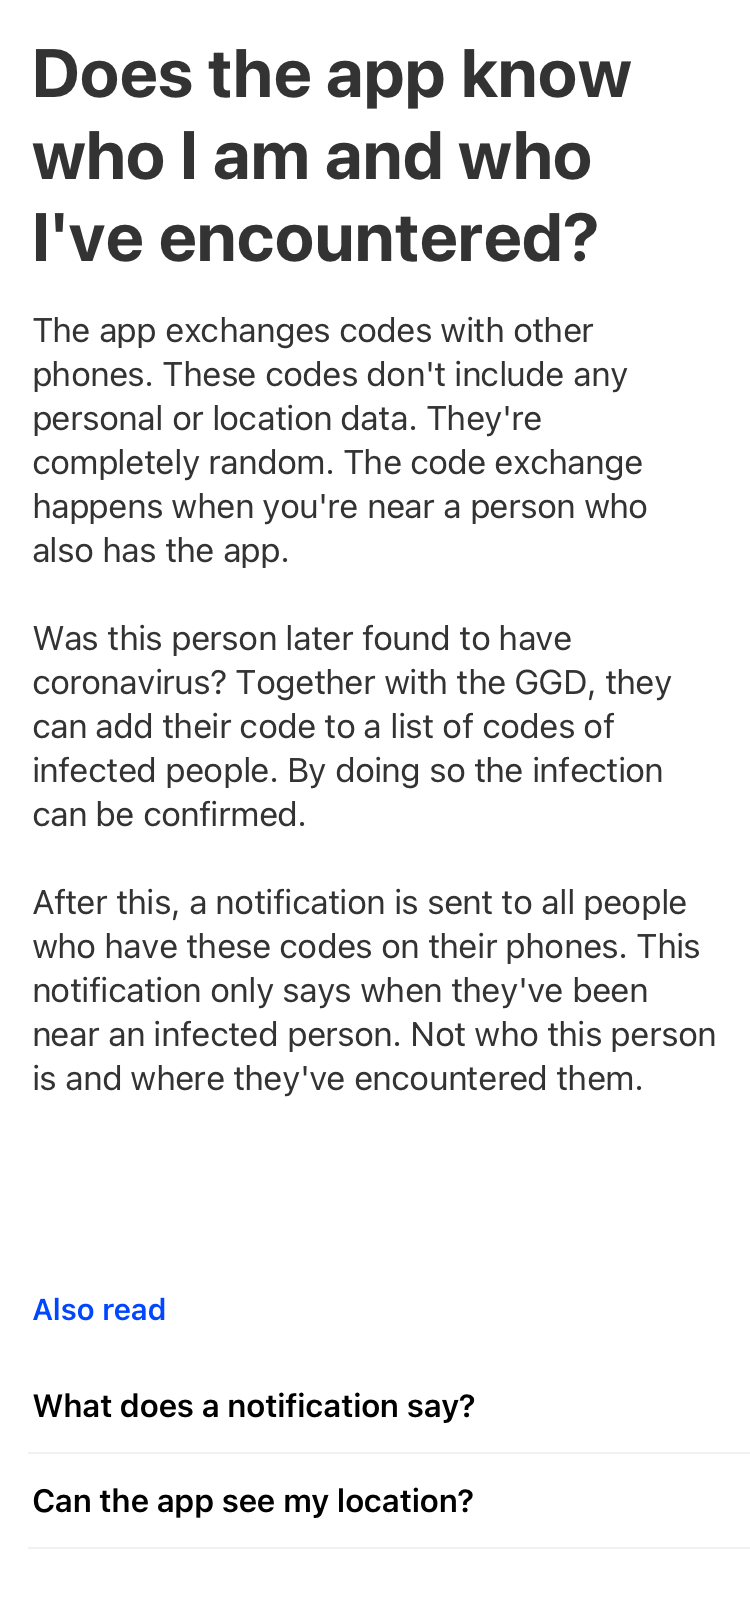 Does the app know
who I am and who
I've encountered?
The app exchanges codes with other
phones. These codes don't include any
personal or location data. They're
completely random. The code exchange
happens when you're near a person who
also has the app.
Was this person later found to have
coronavirus? Together with the GGD, they
can add their code to a list of codes of
infected people. By doing so the infection
can be confirmed.
After this, a notification is sent to all people
who have these codes on their phones. This
notification only says when they've been
near an infected person. Not who this person
is and where they've encountered them.
Also read
What does a notification say?
Can the app see my location?